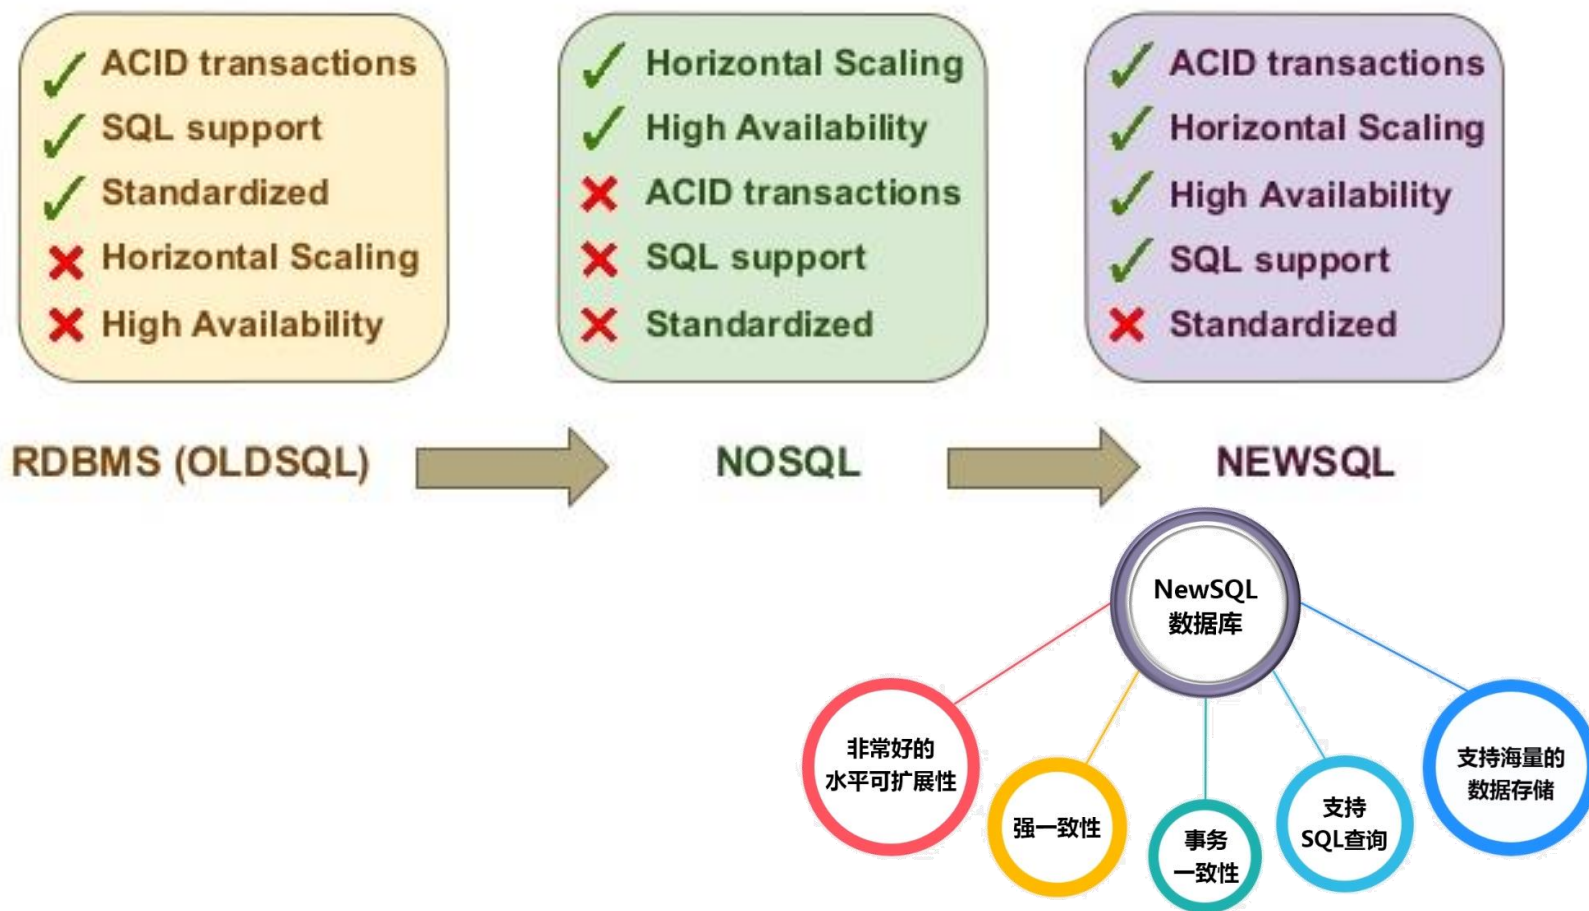 ACID transactions
SQL support
Standardized
Horizontal Scaling
High Availability
Horizontal Scaling
High Availability
ACID transactions
SQL support
Standardized
ACID transactions
Horizontal Scaling
High Availability
SQL support
Standardized
RDBMS (OLDSQL)
NOSQL
NEWSQL
NewSQL
数据库
非常好的
水平可扩展性
强一致性
事务
一致性
支持
SQL查询
支持海量的
数据存储